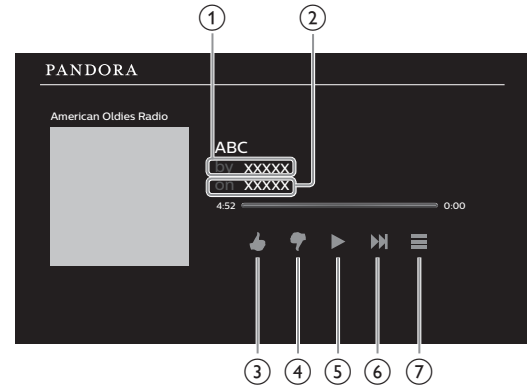 ① ②
PANDORA
American Oldies Radio
ABC
by xxxxx
on xxxxx
4:52 0:00
③ ④ ⑤ ⑥ ⑦